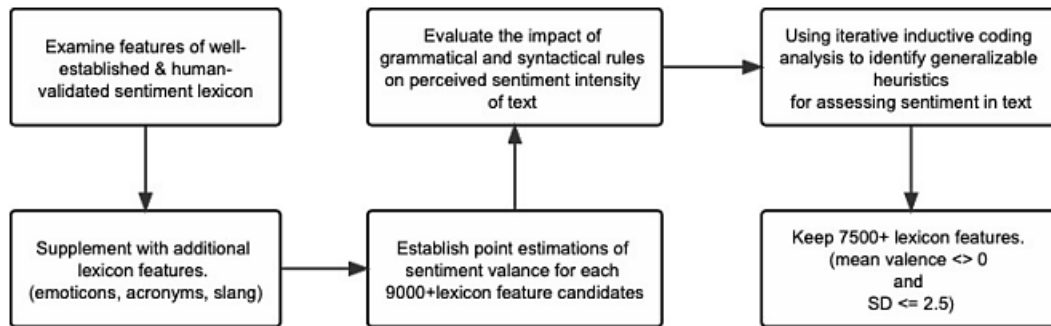 Examine features of well-
established & human-
validated sentiment lexicon
Supplement with additional
lexicon features.
(emoticons, acronyms, slang)
Establish point estimations of
sentiment valance for each
9000+lexicon feature candidates
Evaluate the impact of
grammatical and syntactical rules
on perceived sentiment intensity
of text
Using iterative inductive coding
analysis to identify generalizable
heuristics
for assessing sentiment in text
Keep 7500+ lexicon features.
(mean valence <> 0
and
SD <= 2.5)